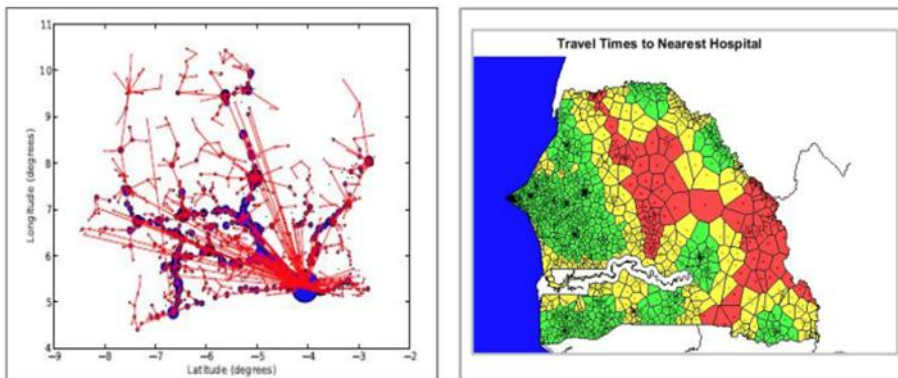 11
10
9
8
7
6
5
4
Longitude (degrees)
−9 −8 −7 −6 −5 −4 −3 −2
Latitude (degrees)
Travel Times to Nearest Hospital